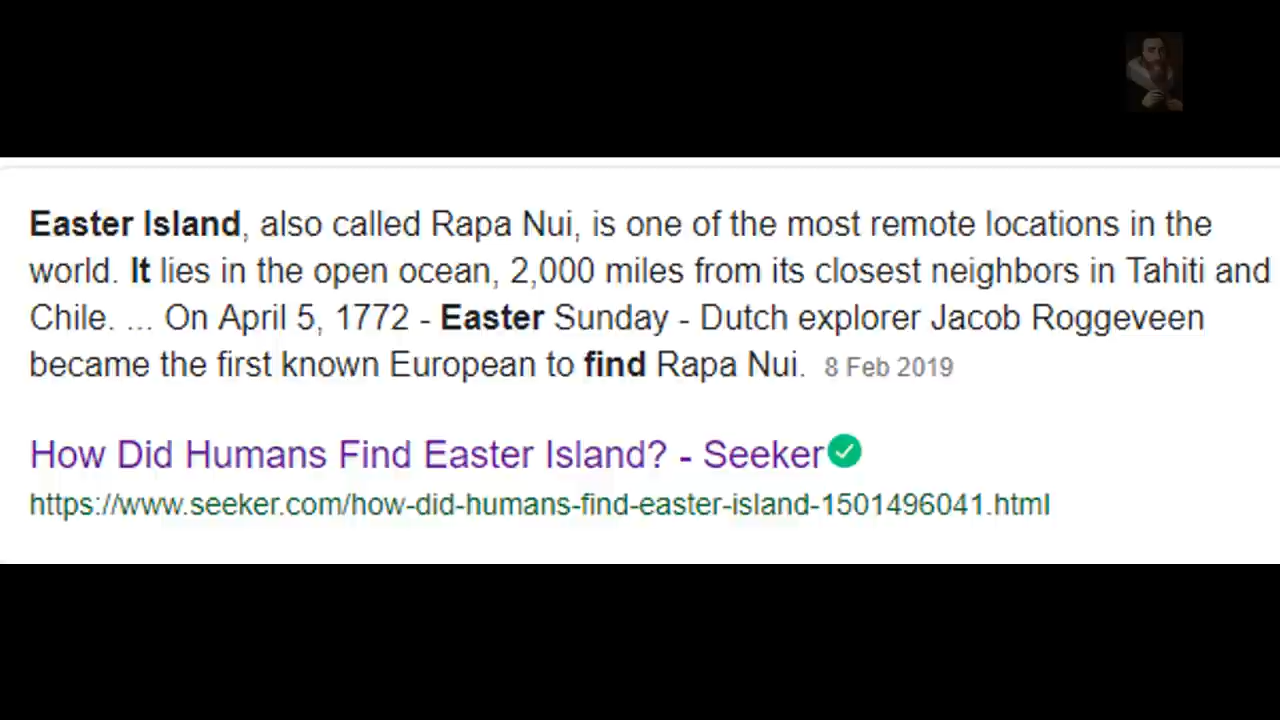 Easter Island, also called Rapa Nui, is one of the most remote locations in the
world. It lies in the open ocean, 2,000 miles from its closest neighbors in Tahiti and
Chile. ... On April 5, 1772 - Easter Sunday - Dutch explorer Jacob Roggeveen
became the first known European to find Rapa Nui. 8 Feb 2019
How Did Humans Find Easter Island? - Seeker
https://www.seeker.com/how-did-humans-find-easter-island-1501496041.html